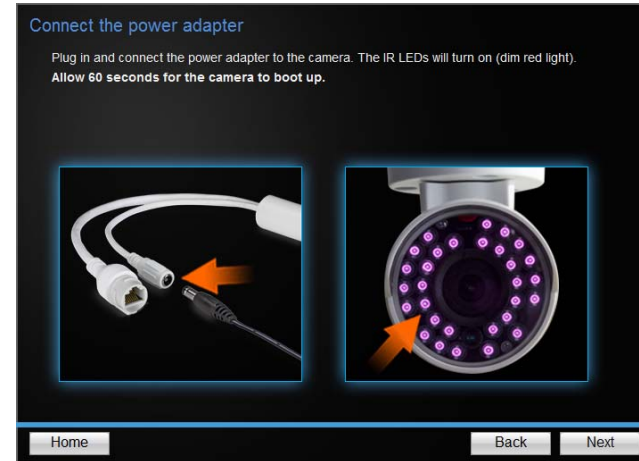 Connect the power adapter
Plug in and connect the power adapter to the camera. The IR LEDs will turn on (dim red light).
Allow 60 seconds for the camera to boot up.
Home
Back
Next